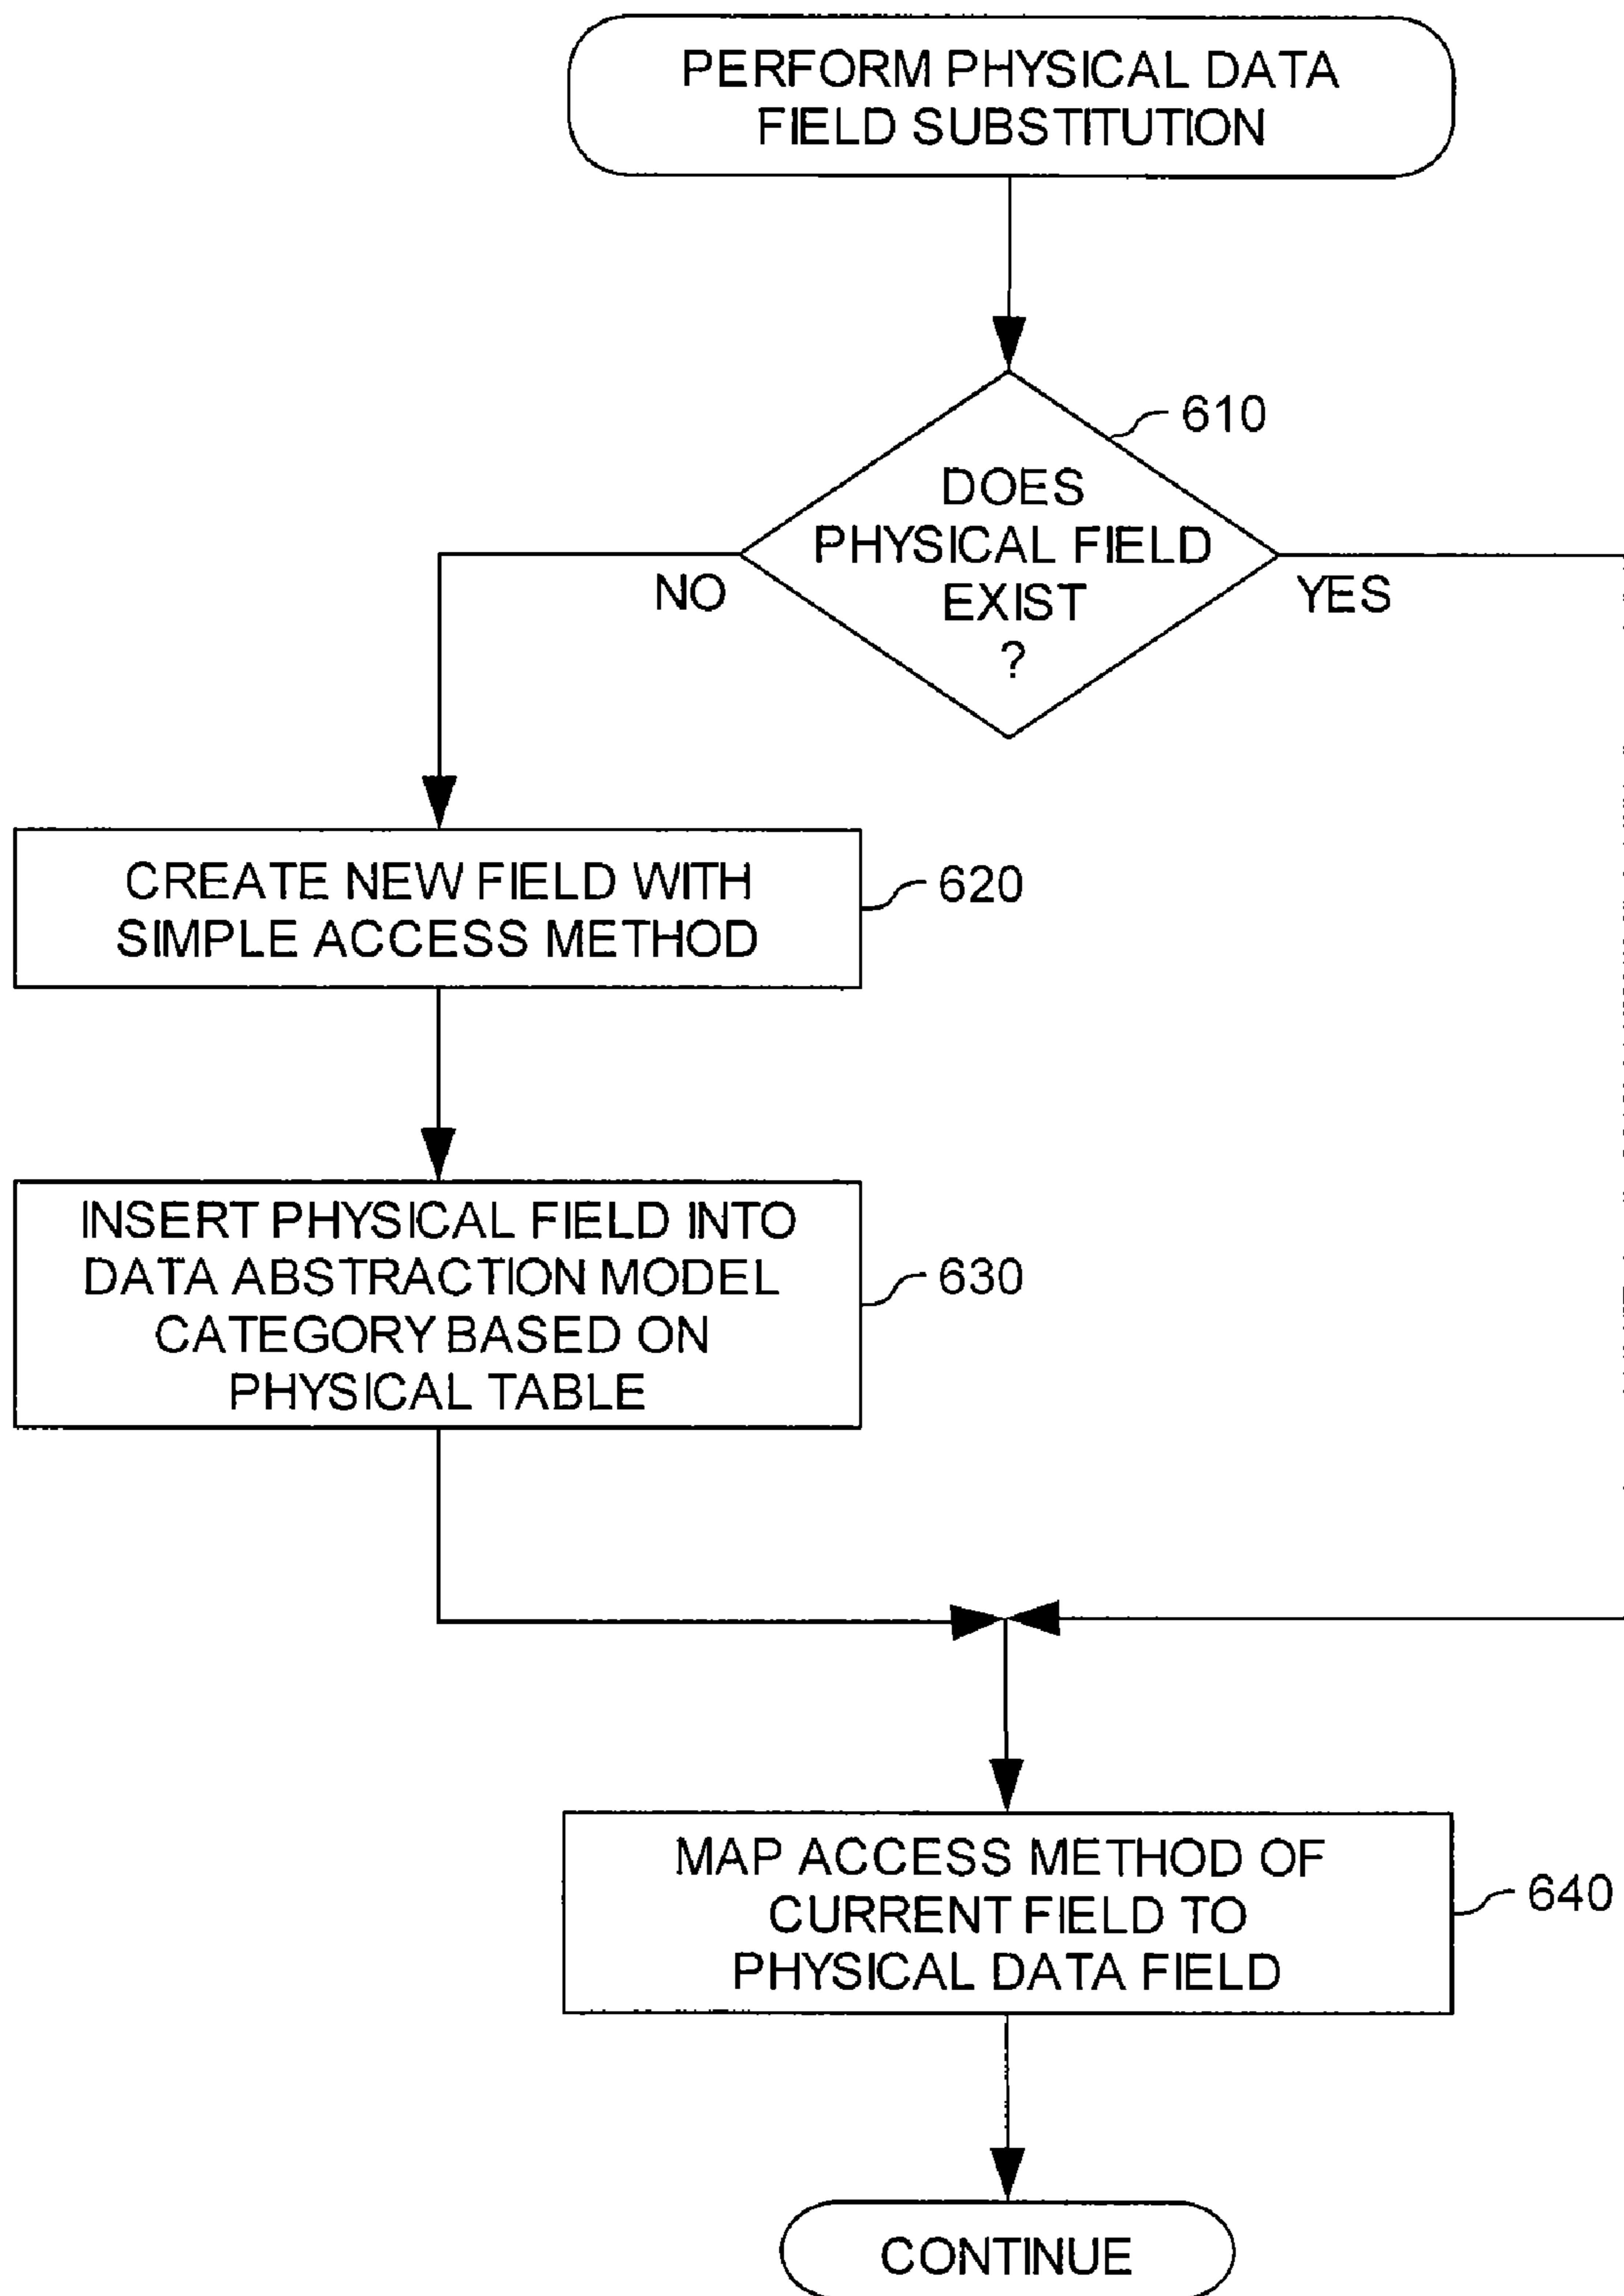 PERFORM PHYSICAL DATA
FIELD SUBSTITUTION
610
DOES
PHYSICAL FIELD
EXIST
?
NO
YES
CREATE NEW FIELD WITH
SIMPLE ACCESS METHOD
620
INSERT PHYSICAL FIELD INTO
DATA ABSTRACTION MODEL
CATEGORY BASED ON
PHYSICAL TABLE
630
MAP ACCESS METHOD OF
CURRENT FIELD TO
PHYSICAL DATA FIELD
640
CONTINUE